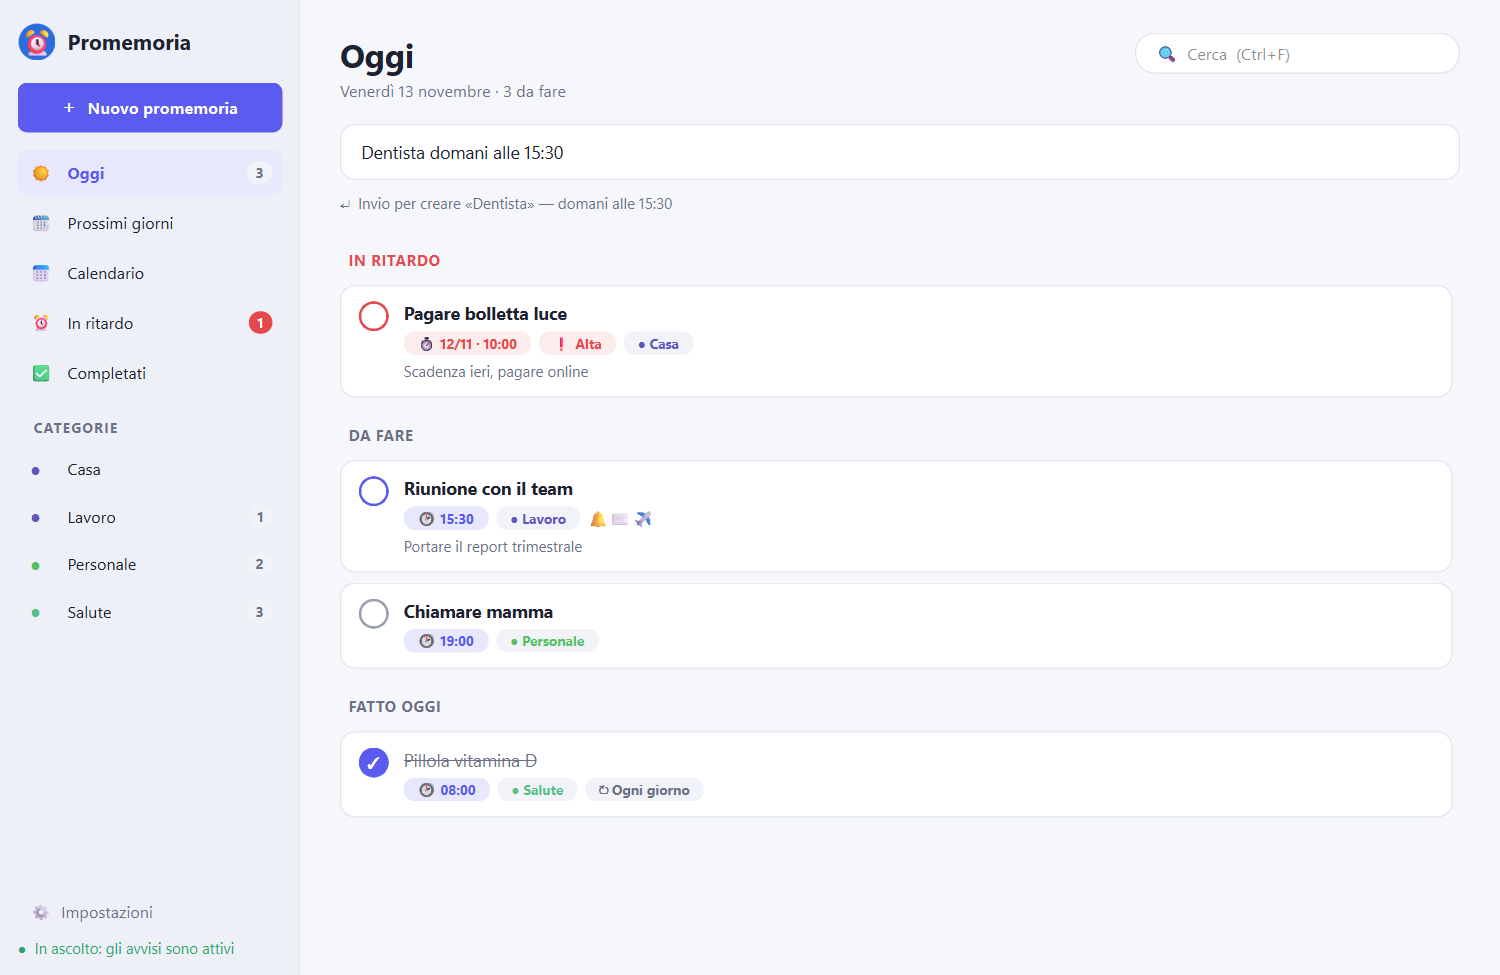 Promemoria
+ Nuovo promemoria
Oggi 3
Prossimi giorni
Calendario
In ritardo 1
Completati
CATEGORIE
Casa
Lavoro 1
Personale 2
Salute 3
Impostazioni
● In ascolto: gli avvisi sono attivi
Oggi
Venerdì 13 novembre · 3 da fare
Cerca (Ctrl+F)
Dentista domani alle 15:30
↵ Invio per creare «Dentista» — domani alle 15:30
IN RITARDO
Pagare bolletta luce
12/11 · 10:00 ❗ Alta ● Casa
Scadenza ieri, pagare online
DA FARE
Riunione con il team
15:30 ● Lavoro
Portare il report trimestrale
Chiamare mamma
19:00 ● Personale
FATTO OGGI
Pillola vitamina D
08:00 ● Salute ↻ Ogni giorno